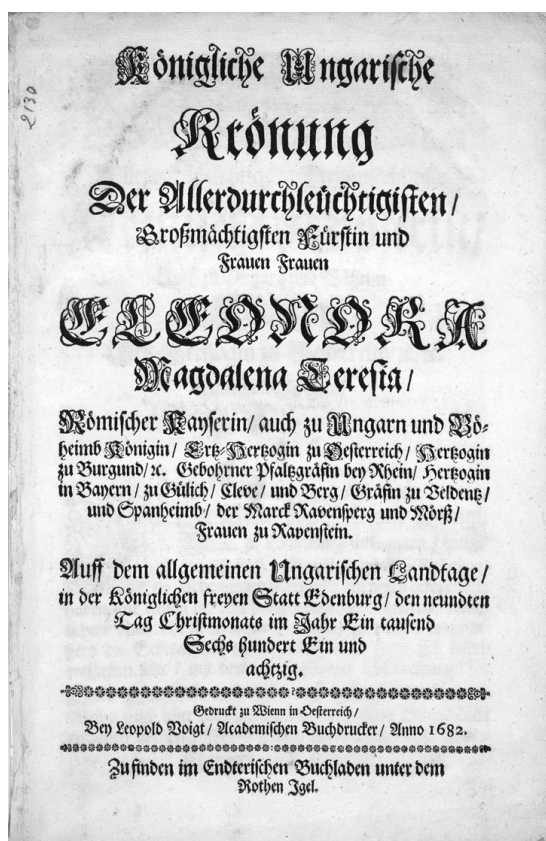 Königliche Ungarische
Krönung
Der Allerdurchleüchtigisten/
Großmächtigsten Fürstin und
Frauen Frauen
ELEONORA
Magdalena Teresia/
Römischer Kayserin/ auch zu Ungarn und Bö-
heimb Königin/ Ertz-Hertzogin zu Oesterreich/ Hertzogin
zu Burgund/ ꝛc. Gebohrner Pfaltzgräfin bey Rhein/ Hertzogin
in Bayern/ zu Gülich/ Cleve/ und Berg/ Gräfin zu Veldentz/
und Spanheimb/ der Marck Ravensperg und Mörß/
Frauen zu Ravenstein.
Auff dem allgemeinen Ungarischen Landtage/
in der Königlichen freyen Statt Edenburg/ den neundten
Tag Christmonats im Jahr Ein tausend
Sechs hundert Ein und
achtzig.
Gedruckt zu Wienn in Oesterreich/
Bey Leopold Voigt/ Academischen Buchdrucker/ Anno 1682.
Zu finden im Endterischen Buchladen unter dem
Rothen Igel.
2130